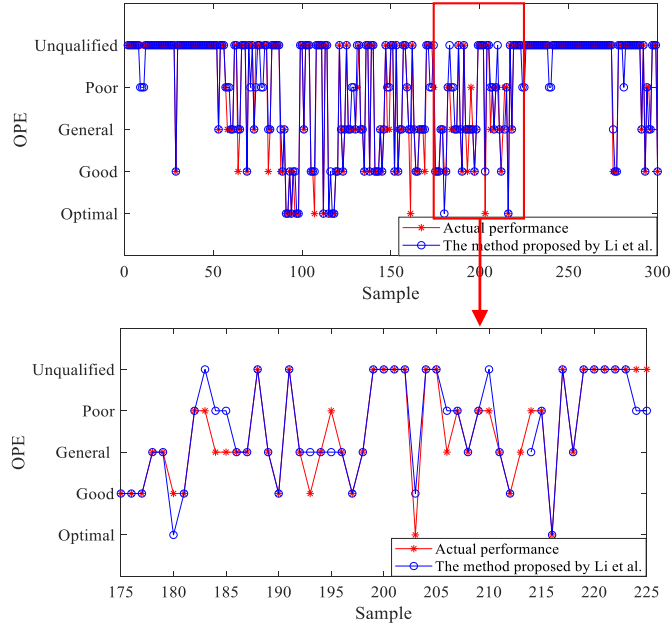 Unqualified
Poor
General
Good
Optimal
OPE
Actual performance
The method proposed by Li et al.
0 50 100 150 200 250 300
Sample
Unqualified
Poor
General
Good
Optimal
OPE
Actual performance
The method proposed by Li et al.
175 180 185 190 195 200 205 210 215 220 225
Sample